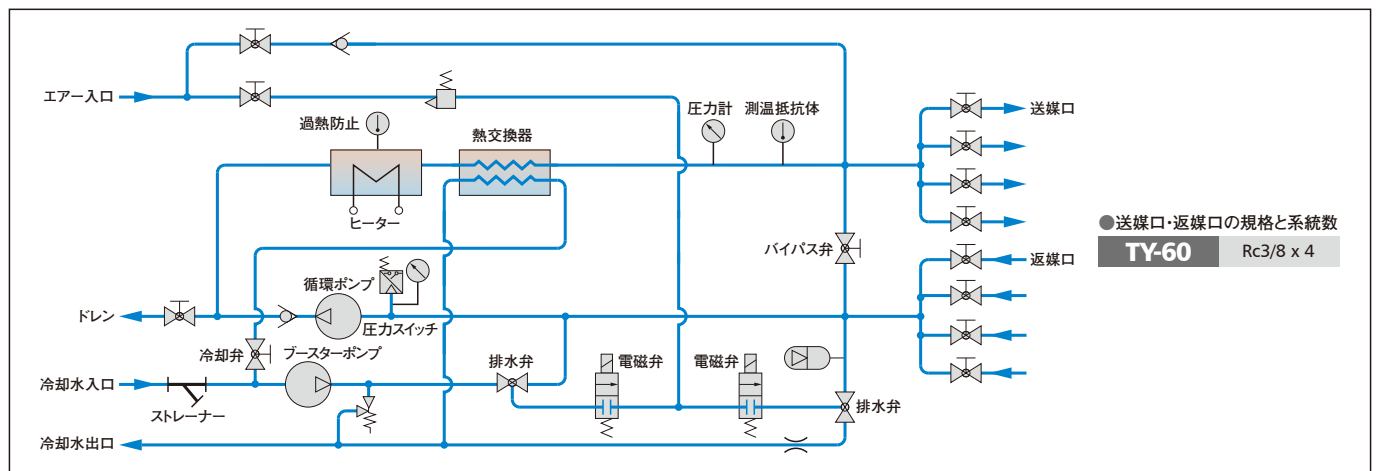 エアー入口
過熱防止
熱交換器
圧力計
測温抵抗体
送媒口
ヒーター
●送媒口・返媒口の規格と系統数
TY-60
Rc3/8 x 4
バイパス弁
返媒口
循環ポンプ
ドレン
圧力スイッチ
冷却弁
ブースターポンプ
排水弁
電磁弁
電磁弁
冷却水入口
ストレーナー
排水弁
冷却水出口